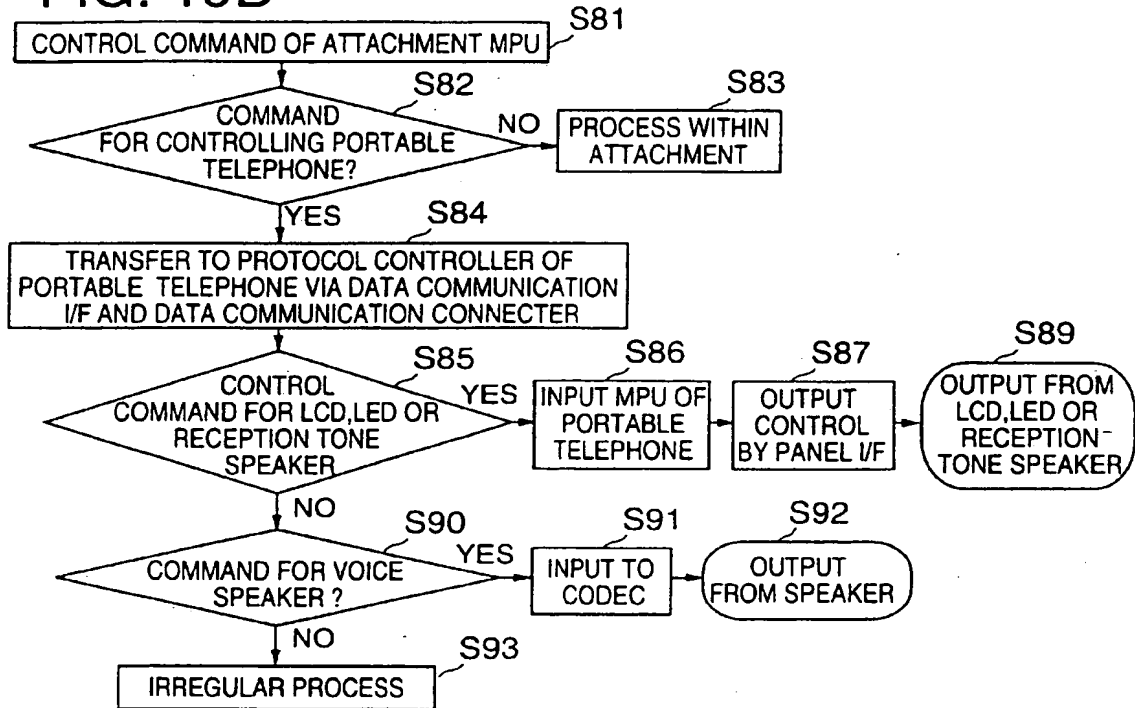 S81
CONTROL COMMAND OF ATTACHMENT MPU
S82
COMMAND
FOR CONTROLLING PORTABLE
TELEPHONE?
NO
S83
PROCESS WITHIN
ATTACHMENT
YES
S84
TRANSFER TO PROTOCOL CONTROLLER OF
PORTABLE TELEPHONE VIA DATA COMMUNICATION
I/F AND DATA COMMUNICATION CONNECTER
S85
CONTROL
COMMAND FOR LCD,LED OR
RECEPTION TONE
SPEAKER
YES
S86
INPUT MPU OF
PORTABLE
TELEPHONE
S87
OUTPUT
CONTROL
BY PANEL I/F
S89
OUTPUT FROM
LCD,LED OR
RECEPTION-
TONE SPEAKER
NO
S90
COMMAND FOR VOICE
SPEAKER ?
YES
S91
INPUT TO
CODEC
S92
OUTPUT
FROM SPEAKER
NO
S93
IRREGULAR PROCESS